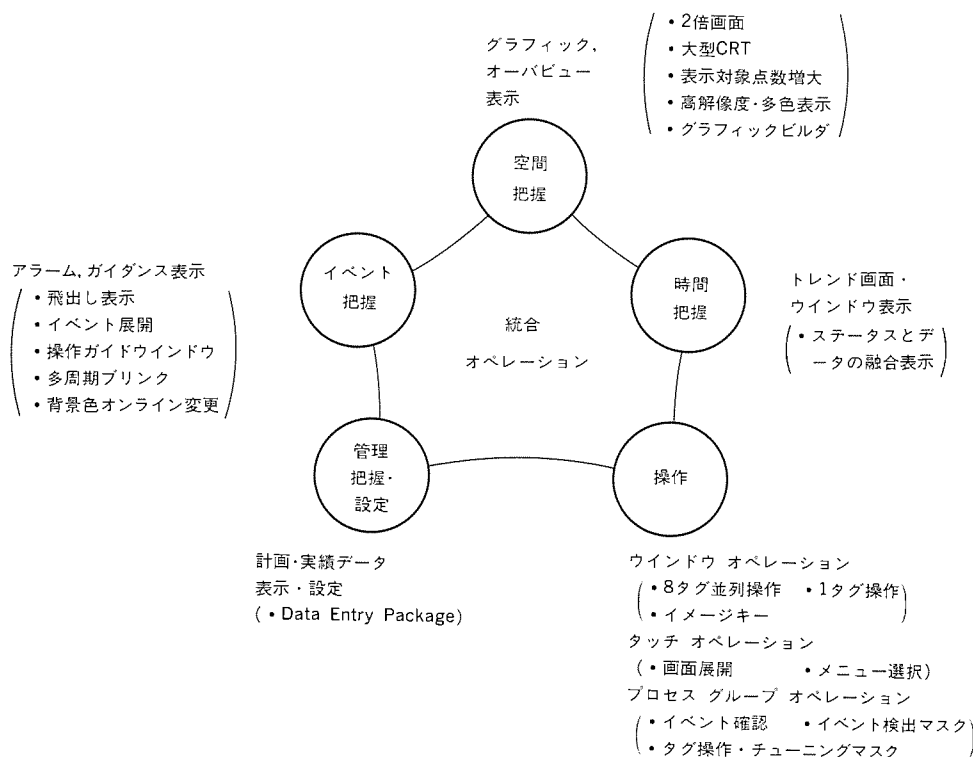 グラフィック,
オーバビュー
表示
・2倍画面
・大型CRT
・表示対象点数増大
・高解像度・多色表示
・グラフィックビルダ
空間
把握
アラーム,ガイダンス表示
・飛出し表示
・イベント展開
・操作ガイドウインドウ
・多周期ブリンク
・背景色オンライン変更
イベント
把握
統合
オペレーション
時間
把握
トレンド画面・
ウインドウ表示
・ステータスとデ
ータの融合表示
管理
把握・
設定
操作
計画・実績データ
表示・設定
(・Data Entry Package)
ウインドウ オペレーション
(・8タグ並列操作 ・1タグ操作)
・イメージキー
タッチ オペレーション
(・画面展開 ・メニュー選択)
プロセス グループ オペレーション
(・イベント確認 ・イベント検出マスク)
・タグ操作・チューニングマスク